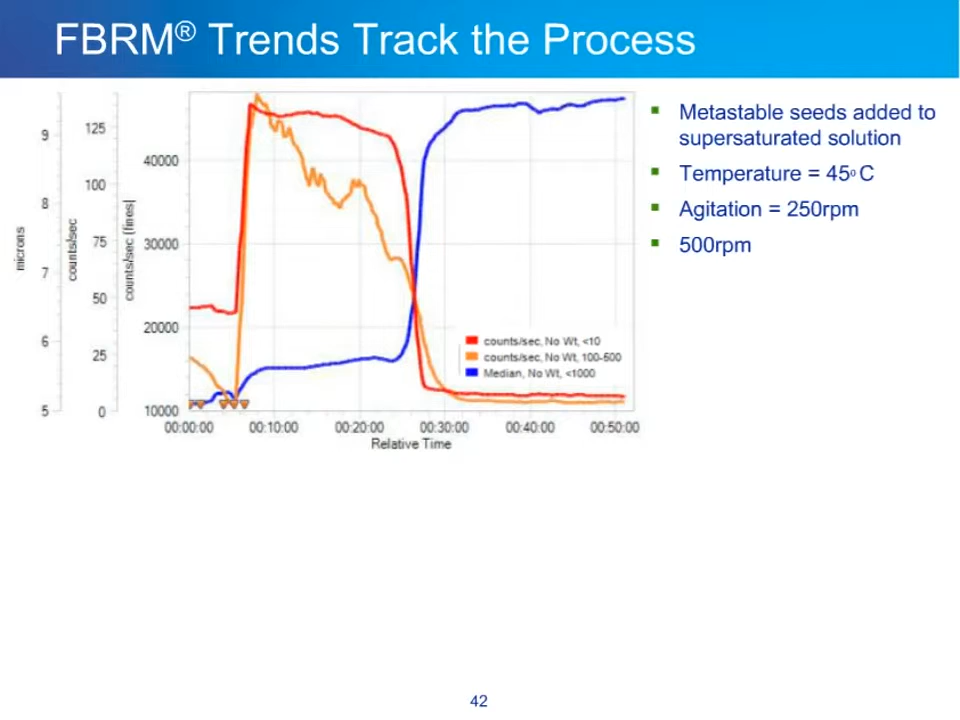 FBRM® Trends Track the Process
9
8
7
6
5
microns
125
100
75
50
25
0
counts/sec
40000
30000
20000
10000
counts/sec (fines)
counts/sec, No Wt, <10
counts/sec, No Wt, 100-500
Median, No Wt, <1000
00:00:00 00:10:00 00:20:00 00:30:00 00:40:00 00:50:00
Relative Time
Metastable seeds added to
supersaturated solution
Temperature = 45º C
Agitation = 250rpm
500rpm
42